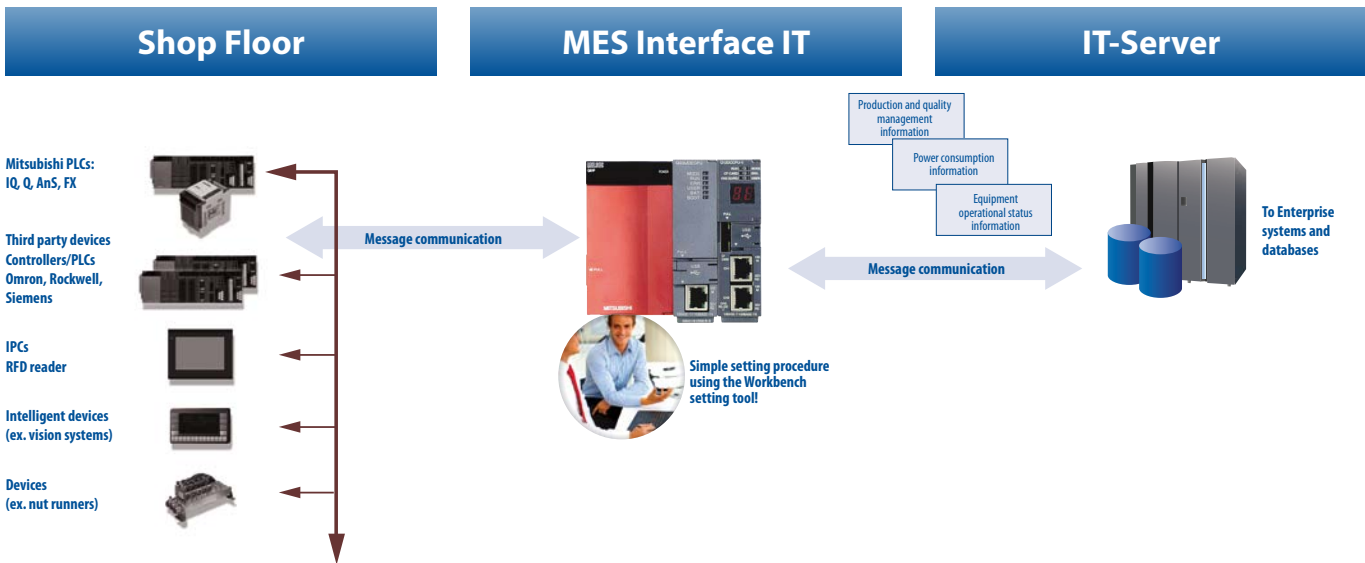 Shop Floor
MES Interface IT
IT-Server
Mitsubishi PLCs:
IQ, Q, AnS, FX
Third party devices
Controllers/PLCs
Omron, Rockwell,
Siemens
IPCs
RFD reader
Intelligent devices
(ex. vision systems)
Devices
(ex. nut runners)
Message communication
MITSUBISHI
Simple setting procedure
using the Workbench
setting tool!
Production and quality
management
information
Power consumption
information
Equipment
operational status
information
Message communication
To Enterprise
systems and
databases